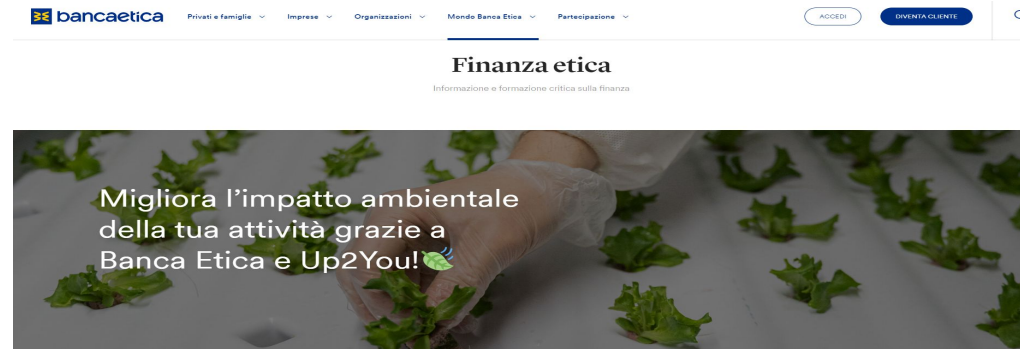 bancaetica
Privati e famiglie
Imprese
Organizzazioni
Mondo Banca Etica
Partecipazione
ACCEDI
DIVENTA CLIENTE
Finanza etica
Informazione e formazione critica sulla finanza
Migliora l'impatto ambientale
della tua attività grazie a
Banca Etica e Up2You!